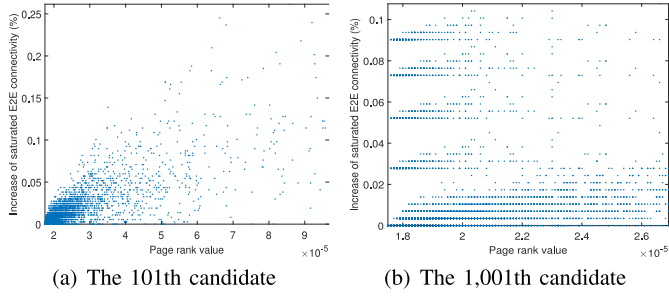 0.25
0.2
0.15
0.1
0.05
0
Increase of saturated E2E connectivity (%)
2 3 4 5 6 7 8 9
Page rank value
×10⁻⁵
(a) The 101th candidate
0.1
0.08
0.06
0.04
0.02
0
Increase of saturated E2E connectivity (%)
1.8 2 2.2 2.4 2.6
Page rank value
×10⁻⁵
(b) The 1,001th candidate